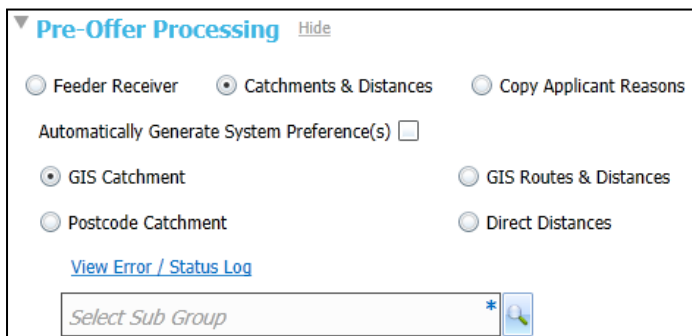 Pre-Offer Processing Hide
Feeder Receiver Catchments & Distances Copy Applicant Reasons
Automatically Generate System Preference(s)
GIS Catchment GIS Routes & Distances
Postcode Catchment Direct Distances
View Error / Status Log
Select Sub Group *